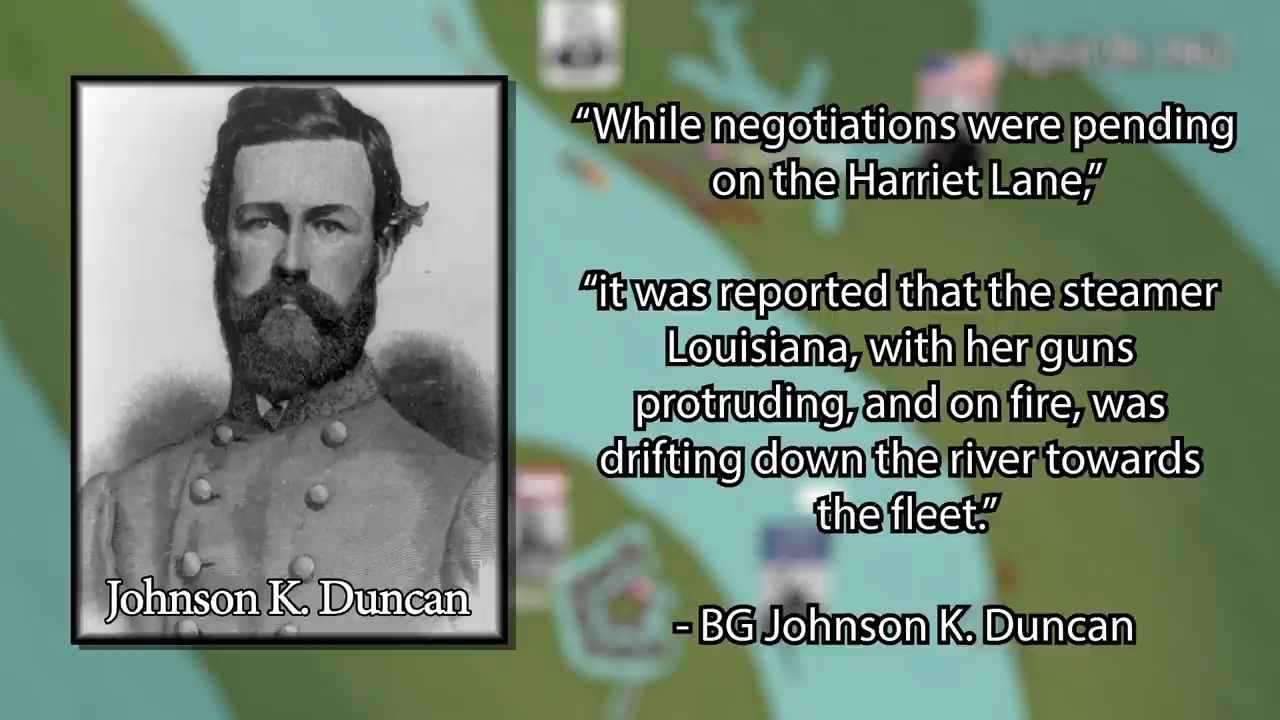 “While negotiations were pending
on the Harriet Lane,”
“it was reported that the steamer
Louisiana, with her guns
protruding, and on fire, was
drifting down the river towards
the fleet.”
- BG Johnson K. Duncan
Johnson K. Duncan